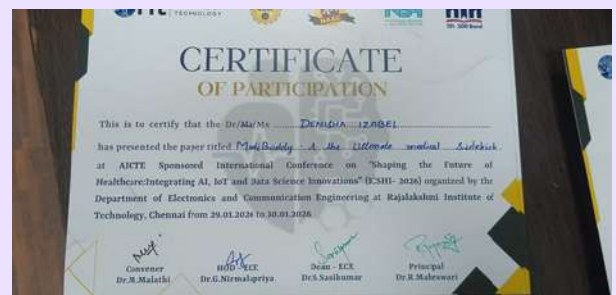 TECHNOLOGY
CERTIFICATE
OF PARTICIPATION
This is to certify that the Dr/Mr/Ms DENIDIA IZABEL
has presented the paper titled MediBuddy - A the Ultimate medical Sidekick
at AICTE Sponsored International Conference on "Shaping the Future of
Healthcare:Integrating AI, IoT and Data Science Innovations" (ICSHI- 2026) organized by the
Department of Electronics and Communication Engineering at Rajalakshmi Institute of
Technology, Chennai from 29.01.2026 to 30.01.2026
Convener HOD - ECE Dean - ECE Principal
Dr.M.Malathi Dr.G.Nirmalapriya Dr.S.Sasikumar Dr.R.Maheswari